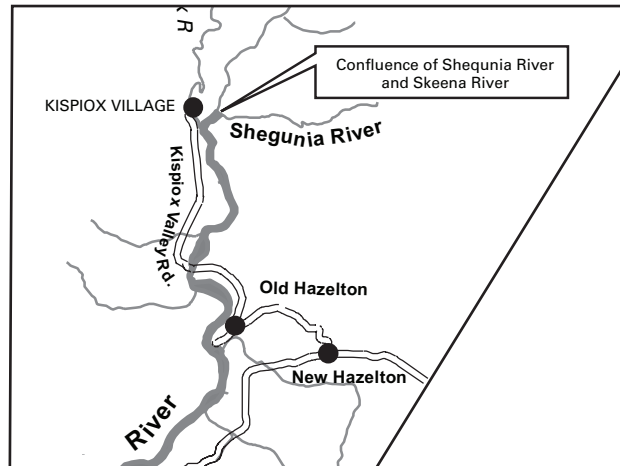 x R
Confluence of Shequnia River
and Skeena River
KISPIOX VILLAGE
Shegunia River
Kispiox Valley Rd.
Old Hazelton
New Hazelton
River